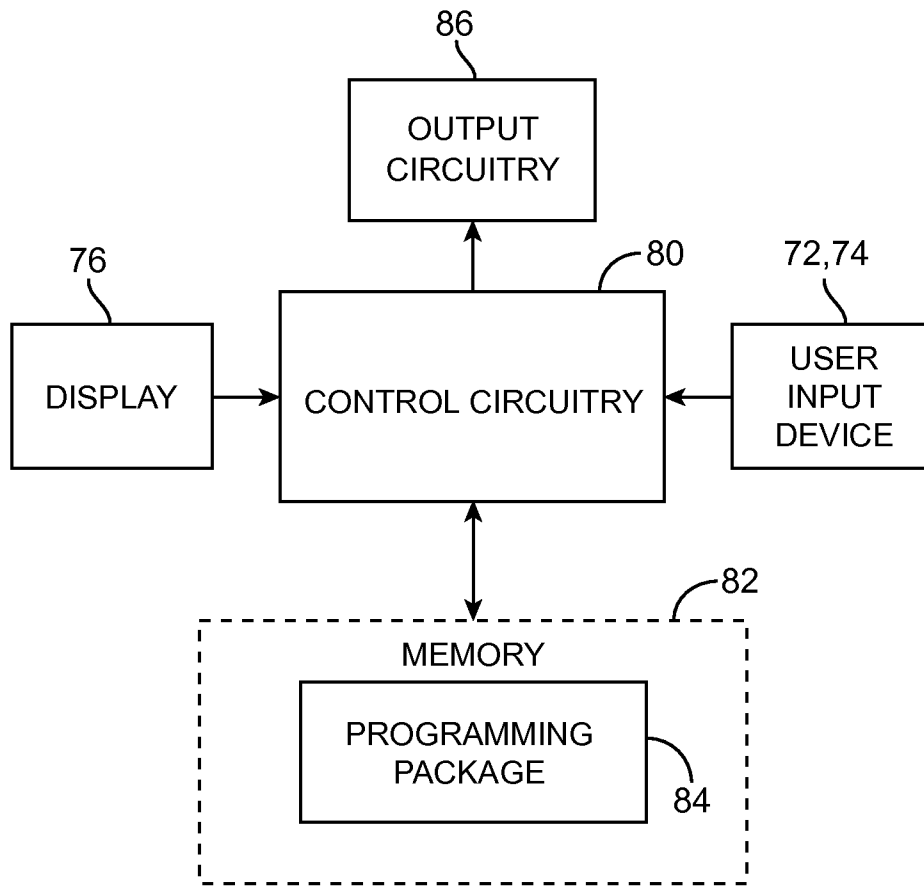 86
OUTPUT
CIRCUITRY
76
80
72,74
DISPLAY
CONTROL CIRCUITRY
USER
INPUT
DEVICE
82
MEMORY
PROGRAMMING
PACKAGE
84